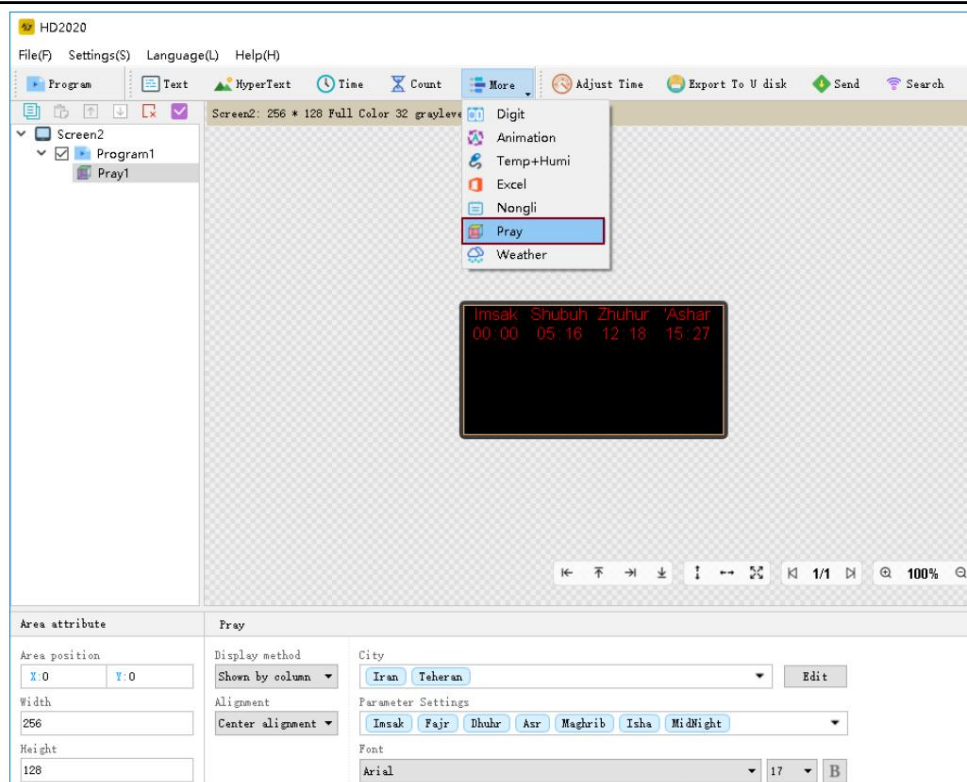 HD2020
File(F) Settings(S) Language(L) Help(H)
Program Text HyperText Time Count More Adjust Time Export To U disk Send Search
Screen2: 256 * 128 Full Color 32 grayleve
Digit
Animation
Temp+Humi
Excel
Nongli
Pray
Weather
Screen2
Program1
Pray1
Imsak Shubuh Zhuhur 'Ashar
00:00 05:16 12:18 15:27
1/1 100%
Area attribute Pray
Area position Display method City
X:0 Y:0 Shown by column Iran Teheran Edit
Width Alignment Parameter Settings
256 Center alignment Imsak Fajr Dhuhr Asr Maghrib Isha MidNight
Height Font
128 Arial 17 B